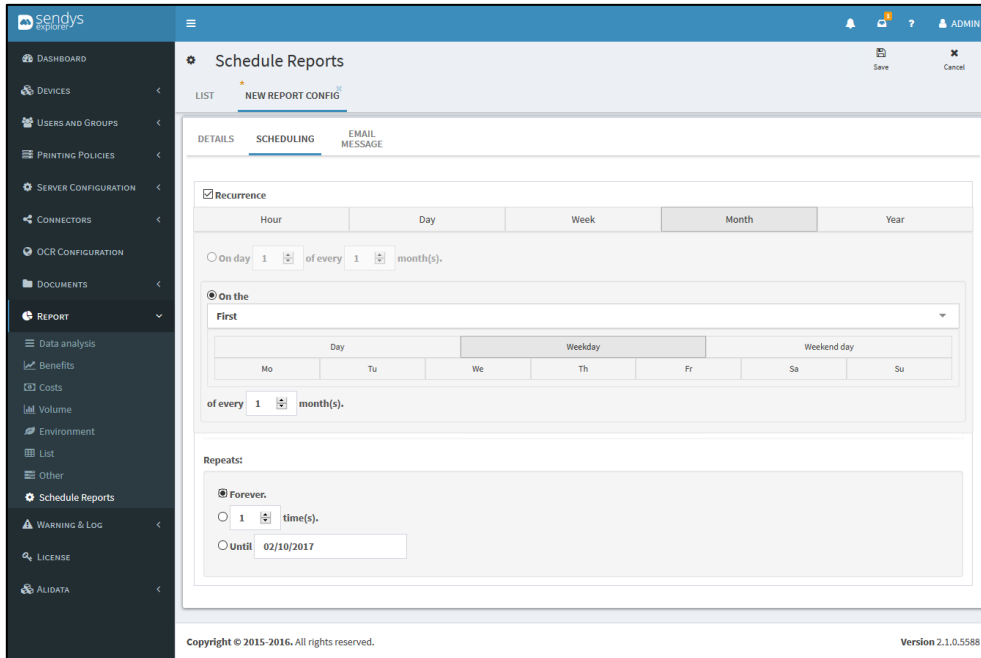 sendys
explorer
1
?
ADMIN
DASHBOARD
DEVICES
USERS AND GROUPS
PRINTING POLICIES
SERVER CONFIGURATION
CONNECTORS
OCR CONFIGURATION
DOCUMENTS
REPORT
Data analysis
Benefits
Costs
Volume
Environment
List
Other
Schedule Reports
WARNING & LOG
LICENSE
ALIDATA
Schedule Reports
Save
Cancel
LIST
* NEW REPORT CONFIG
DETAILS
SCHEDULING
EMAIL
MESSAGE
Recurrence
Hour Day Week Month Year
On day 1 of every 1 month(s).
On the
First
Day Weekday Weekend day
Mo Tu We Th Fr Sa Su
of every 1 month(s).
Repeats:
Forever.
1 time(s).
Until 02/10/2017
Copyright © 2015-2016. All rights reserved.
Version 2.1.0.5588